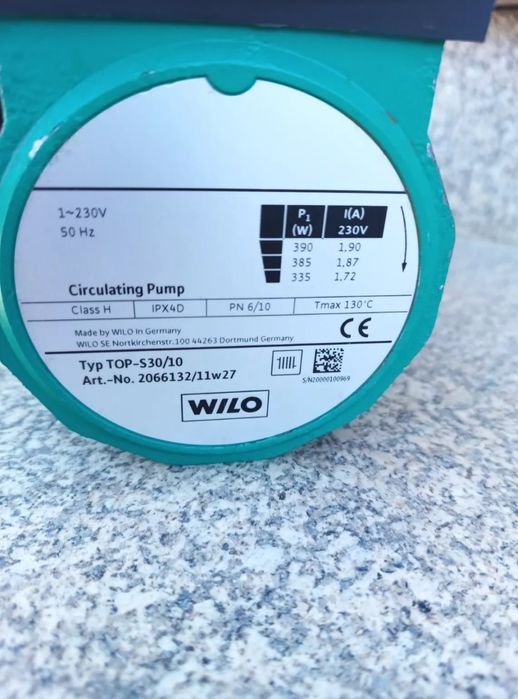 1~230V
50 Hz
P1 (W) I(A) 230V
390 1,90
385 1,87
335 1,72
Circulating Pump
Class H IPX4D PN 6/10 Tmax 130°C
Made by WILO in Germany
WILO SE Nortkirchenstr.100 44263 Dortmund Germany
CE
Typ TOP-S30/10
Art.-No. 2066132/11w27
S/N20000100969
WILO